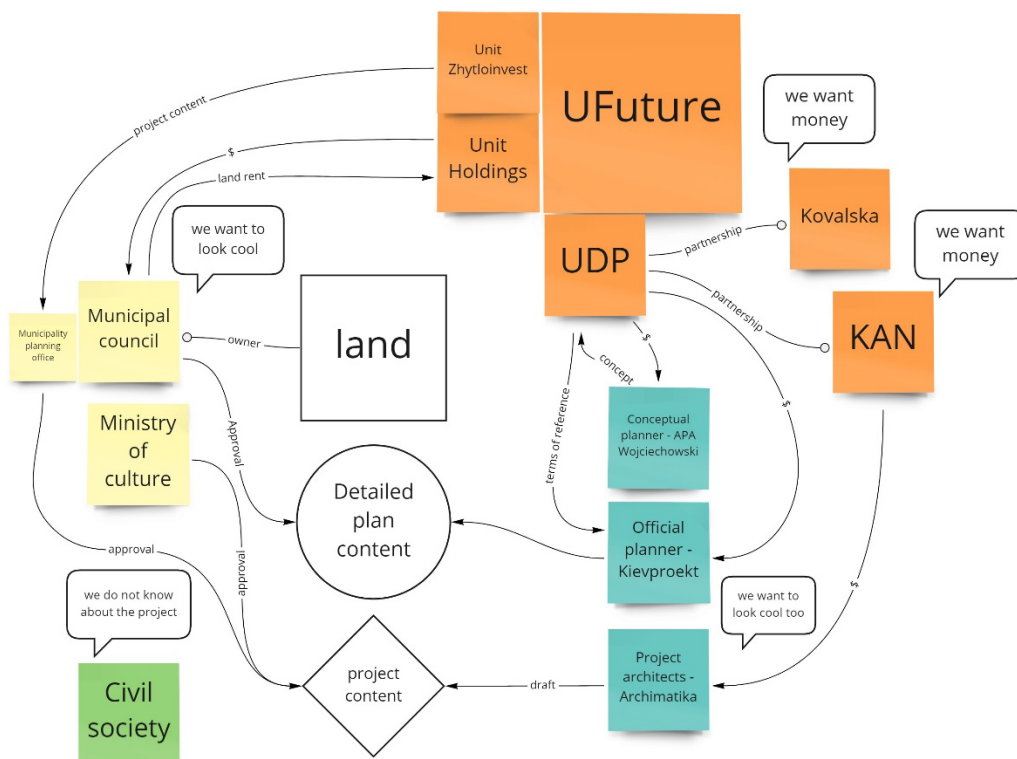 Unit
Zhytloinvest
UFuture
we want
money
project content
$
Unit
Holdings
land rent
Kovalska
we want to
look cool
partnership
we want
money
UDP
partnership
Municipality
planning
office
Municipal
council
owner
land
KAN
$
concept
Approval
terms of reference
Conceptual
planner - APA
Wojciechowski
$
Ministry
of
culture
Detailed
plan
content
Official
planner -
Kievproekt
approval
approval
$
we do not know
about the project
we want to
look cool too
Civil
society
project
content
draft
Project
architects -
Archimatika